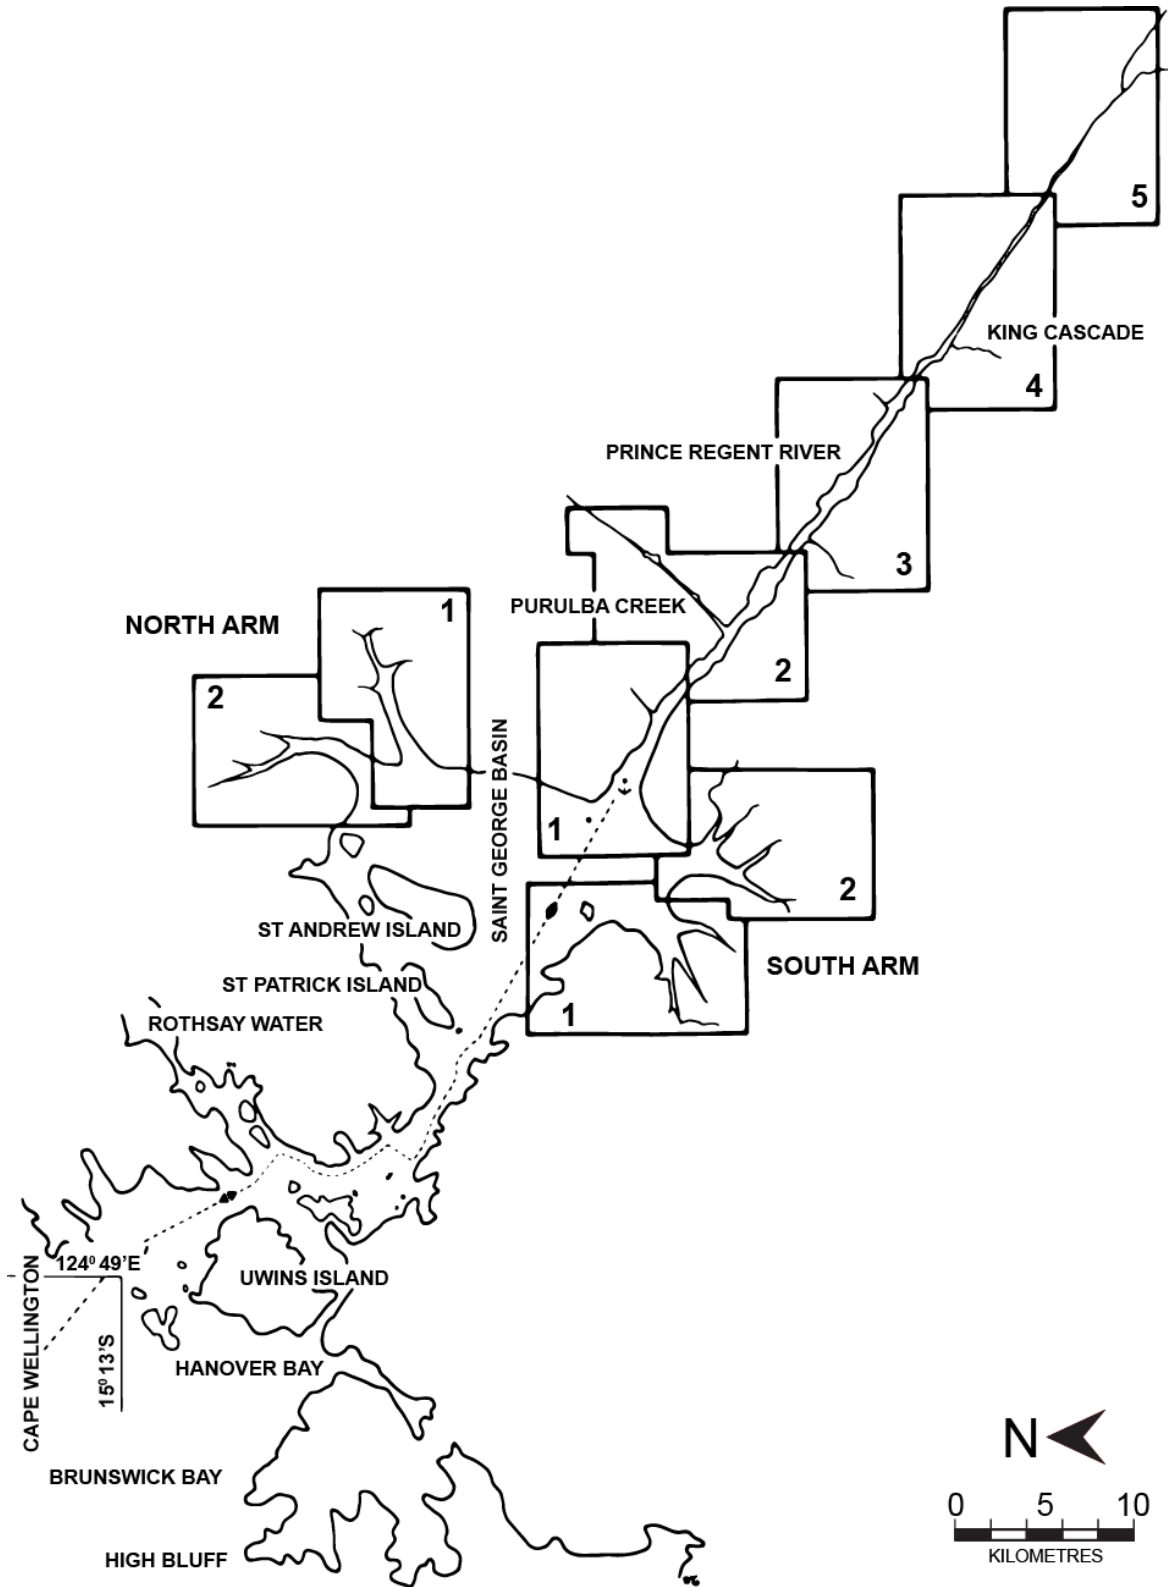 5
KING CASCADE
4
PRINCE REGENT RIVER
3
1
PURULBA CREEK
NORTH ARM
2
2
SAINT GEORGE BASIN
1
2
ST ANDREW ISLAND
SOUTH ARM
ST PATRICK ISLAND
1
ROTHSAY WATER
124⁰ 49'E
UWINS ISLAND
CAPE WELLINGTON
15⁰ 13'S
HANOVER BAY
N
BRUNSWICK BAY
0 5 10
KILOMETRES
HIGH BLUFF